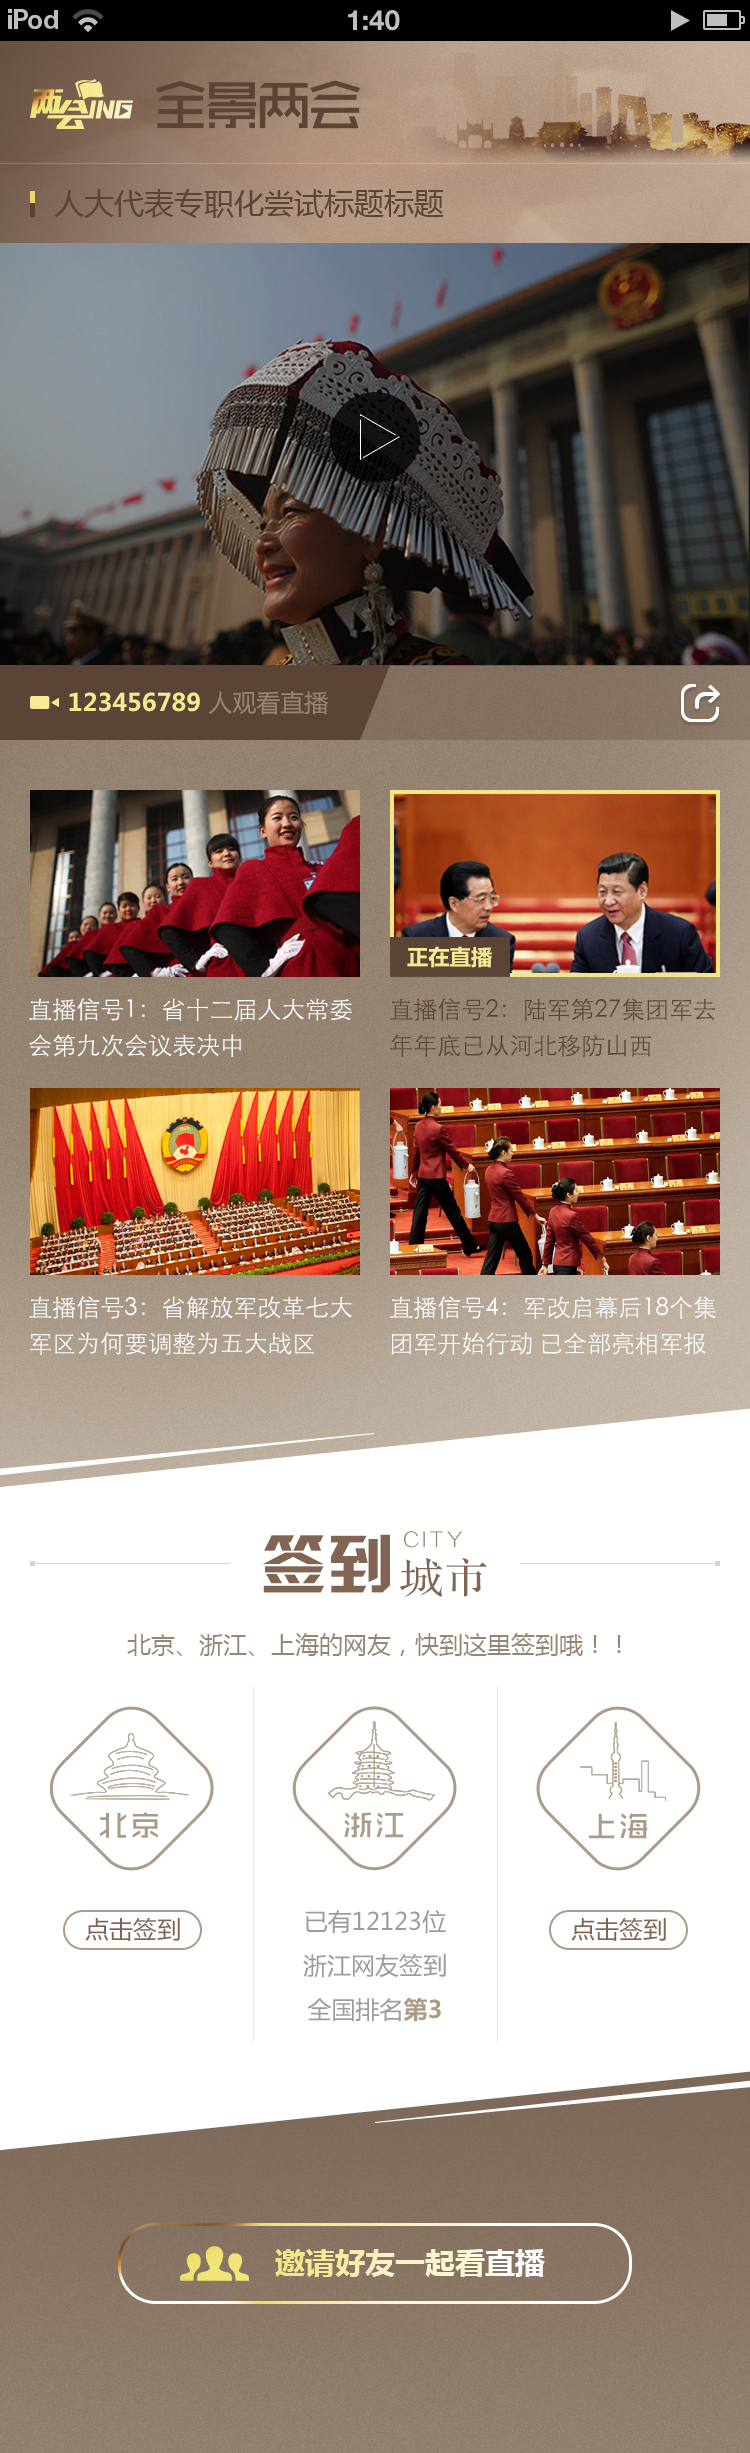 iPod 1:40
两会ING 全景两会
人大代表专职化尝试标题标题
123456789 人观看直播
正在直播
直播信号1：省十二届人大常委
会第九次会议表决中
直播信号2：陆军第27集团军去
年年底已从河北移防山西
直播信号3：省解放军改革七大
军区为何要调整为五大战区
直播信号4：军改启幕后18个集
团军开始行动 已全部亮相军报
签到 CITY 城市
北京、浙江、上海的网友，快到这里签到哦！！
北京
浙江
上海
点击签到
已有12123位
浙江网友签到
全国排名第3
点击签到
邀请好友一起看直播